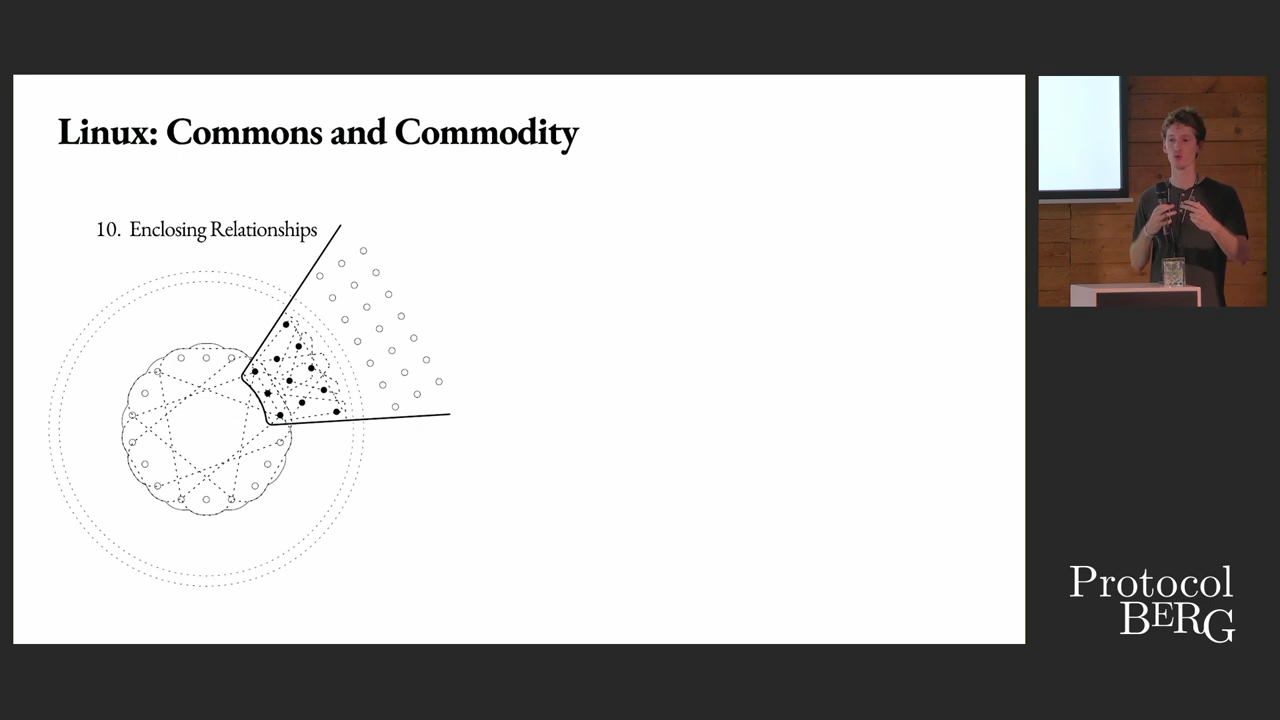 Linux: Commons and Commodity
10. Enclosing Relationships
Protocol
BERG